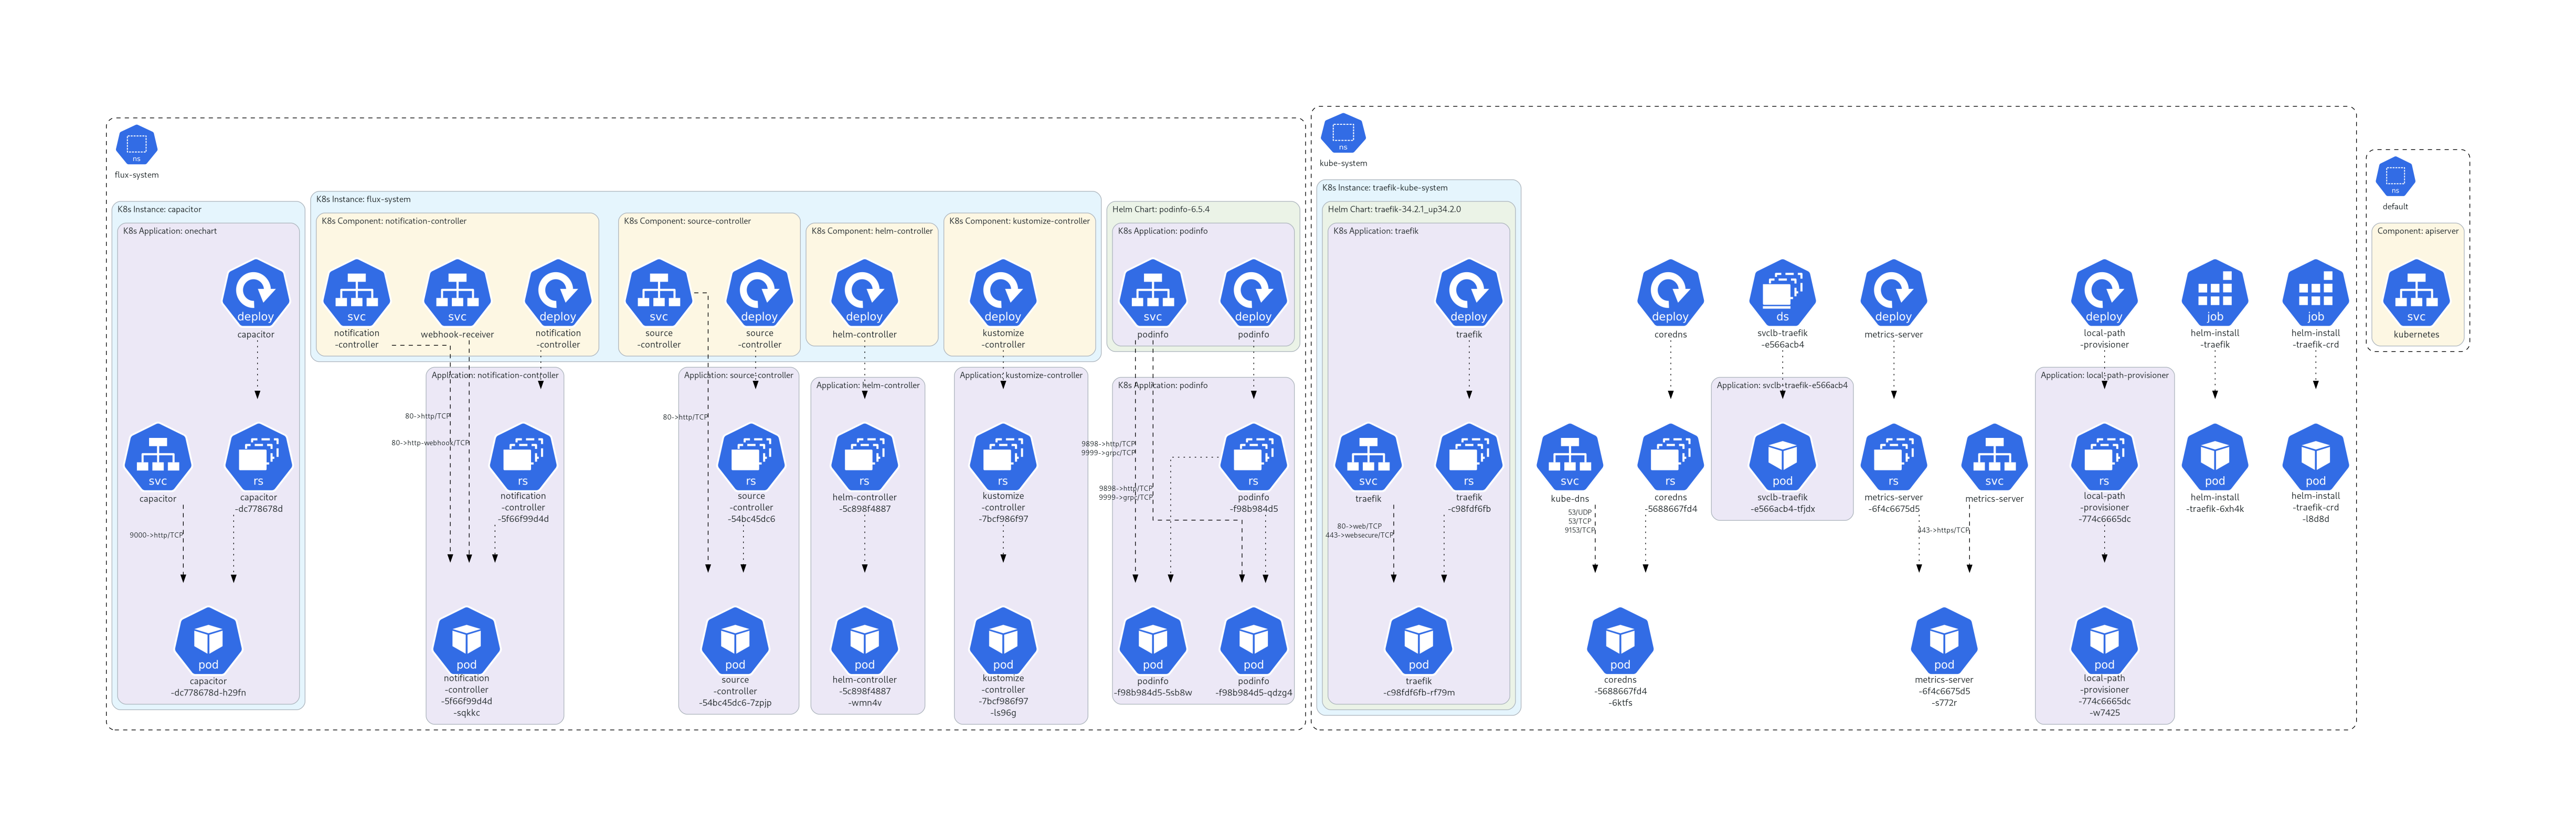 ns
flux-system
K8s Instance: capacitor
K8s Application: onechart
deploy
capacitor
svc
capacitor
rs
capacitor
-dc778678d
9000->http/TCP
pod
capacitor
-dc778678d-h29fn
K8s Instance: flux-system
K8s Component: notification-controller
svc
notification
-controller
svc
webhook-receiver
deploy
notification
-controller
K8s Component: source-controller
svc
source
-controller
deploy
source
-controller
K8s Component: helm-controller
deploy
helm-controller
K8s Component: kustomize-controller
deploy
kustomize
-controller
Application: notification-controller
80->http/TCP
80->http-webhook/TCP
rs
notification
-controller
-5f66f99d4d
pod
notification
-controller
-5f66f99d4d
-sqkkc
Application: source-controller
80->http/TCP
rs
source
-controller
-54bc45dc6
pod
source
-controller
-54bc45dc6-7zpjp
Application: helm-controller
rs
helm-controller
-5c898f4887
pod
helm-controller
-5c898f4887
-wmn4v
Application: kustomize-controller
rs
kustomize
-controller
-7bcf986f97
pod
kustomize
-controller
-7bcf986f97
-ls96g
Helm Chart: podinfo-6.5.4
K8s Application: podinfo
svc
podinfo
deploy
podinfo
K8s Application: podinfo
9898->http/TCP
9999->grpc/TCP
9898->http/TCP
9999->grpc/TCP
rs
podinfo
-f98b984d5
pod
podinfo
-f98b984d5-5sb8w
pod
podinfo
-f98b984d5-qdzg4
ns
kube-system
K8s Instance: traefik-kube-system
Helm Chart: traefik-34.2.1_up34.2.0
K8s Application: traefik
deploy
traefik
svc
traefik
rs
traefik
-c98fdf6fb
80->web/TCP
443->websecure/TCP
pod
traefik
-c98fdf6fb-rf79m
deploy
coredns
svc
kube-dns
rs
coredns
-5688667fd4
53/UDP
53/TCP
9153/TCP
pod
coredns
-5688667fd4
-6ktfs
ds
svclb-traefik
-e566acb4
Application: svclb-traefik-e566acb4
pod
svclb-traefik
-e566acb4-tfjdx
deploy
metrics-server
rs
metrics-server
-6f4c6675d5
svc
metrics-server
443->https/TCP
pod
metrics-server
-6f4c6675d5
-s772r
deploy
local-path
-provisioner
Application: local-path-provisioner
rs
local-path
-provisioner
-774c6665dc
pod
local-path
-provisioner
-774c6665dc
-w7425
job
helm-install
-traefik
pod
helm-install
-traefik-6xh4k
job
helm-install
-traefik-crd
pod
helm-install
-traefik-crd
-l8d8d
ns
default
Component: apiserver
svc
kubernetes